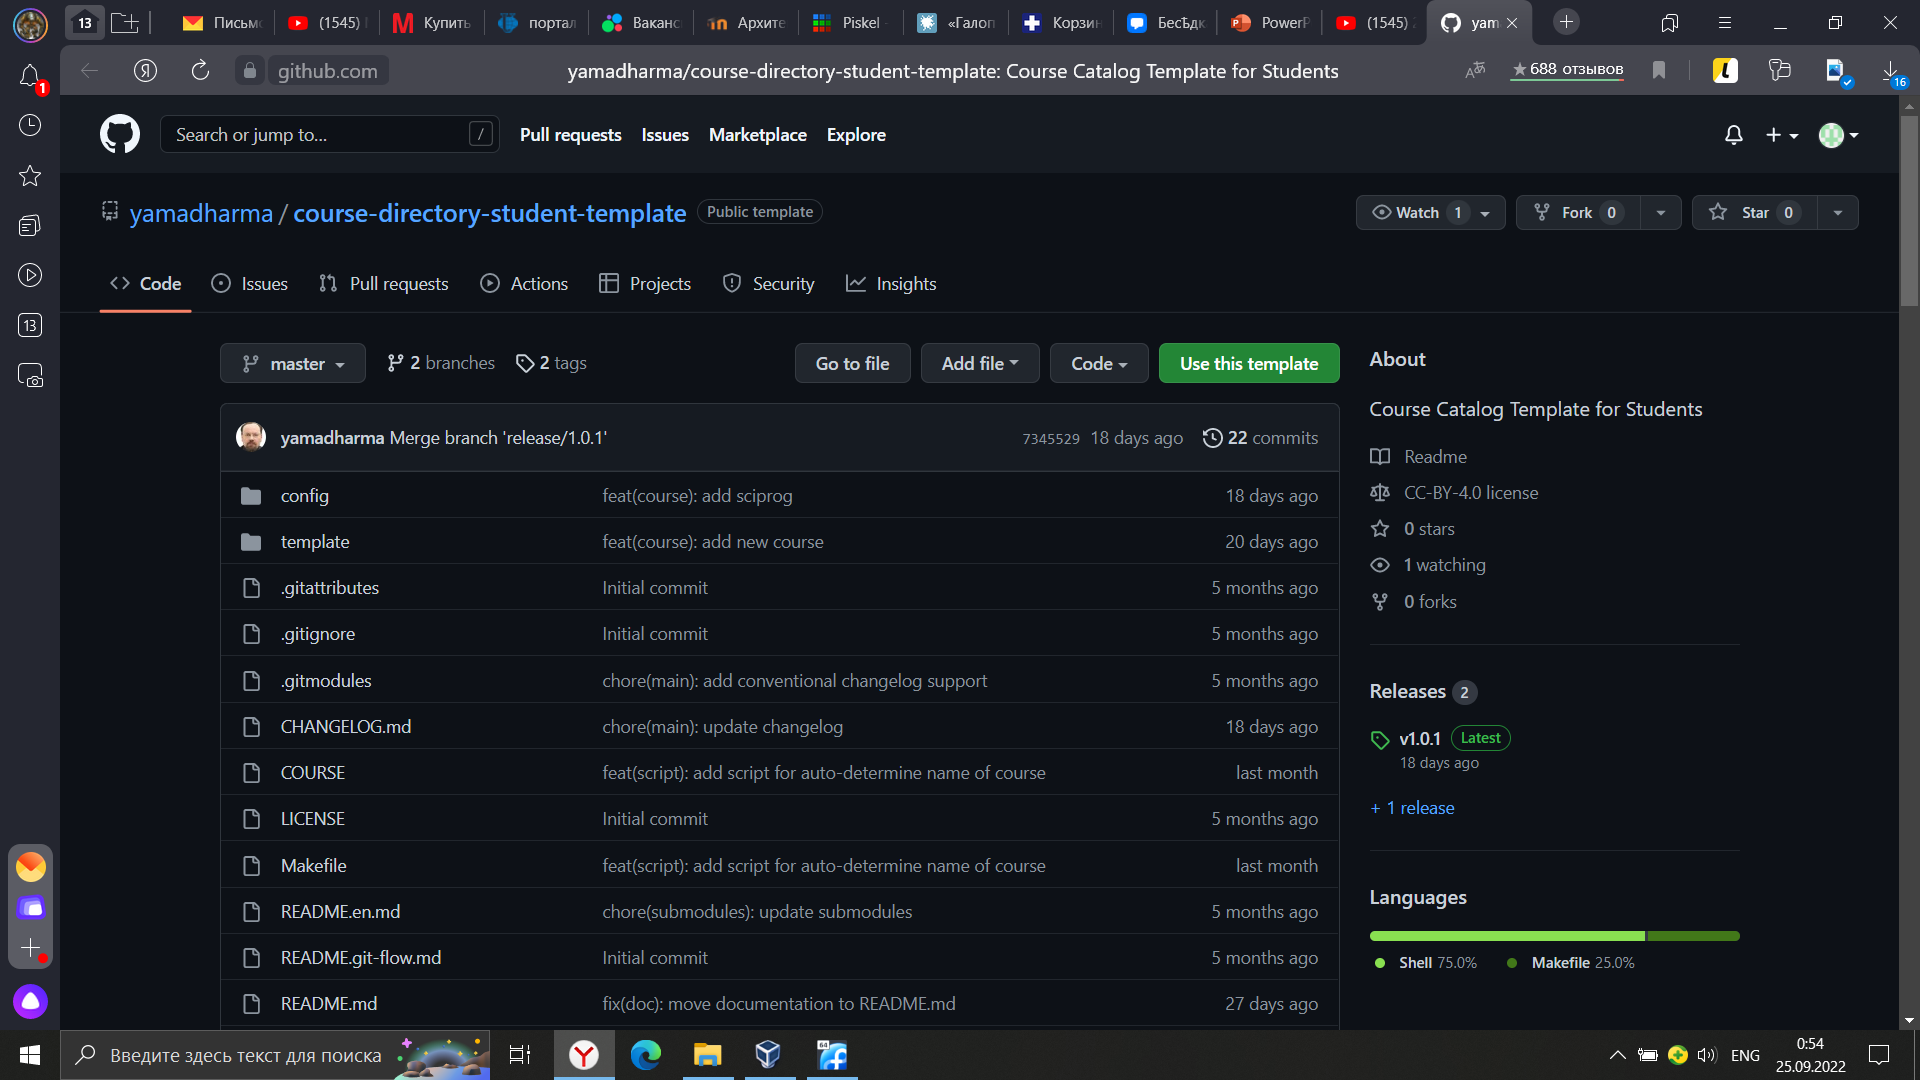 13
Письмо
(1545)
Купить
портал
Ваканс
Архите
Piskel -
«Галоп
Корзин
БесѢдк
PowerP
(1545)
yam
github.com
yamadharma/course-directory-student-template: Course Catalog Template for Students
★688 отзывов
16
1
Search or jump to...
/
Pull requests
Issues
Marketplace
Explore
yamadharma / course-directory-student-template
Public template
Watch 1
Fork 0
Star 0
Code
Issues
Pull requests
Actions
Projects
Security
Insights
13
master
2 branches
2 tags
Go to file
Add file
Code
Use this template
yamadharma Merge branch 'release/1.0.1'
7345529 18 days ago
22 commits
config feat(course): add sciprog 18 days ago
template feat(course): add new course 20 days ago
.gitattributes Initial commit 5 months ago
.gitignore Initial commit 5 months ago
.gitmodules chore(main): add conventional changelog support 5 months ago
CHANGELOG.md chore(main): update changelog 18 days ago
COURSE feat(script): add script for auto-determine name of course last month
LICENSE Initial commit 5 months ago
Makefile feat(script): add script for auto-determine name of course last month
README.en.md chore(submodules): update submodules 5 months ago
README.git-flow.md Initial commit 5 months ago
README.md fix(doc): move documentation to README.md 27 days ago
About
Course Catalog Template for Students
Readme
CC-BY-4.0 license
0 stars
1 watching
0 forks
Releases 2
v1.0.1 Latest
18 days ago
+ 1 release
Languages
Shell 75.0%
Makefile 25.0%
Введите здесь текст для поиска
64
ENG
0:54
25.09.2022